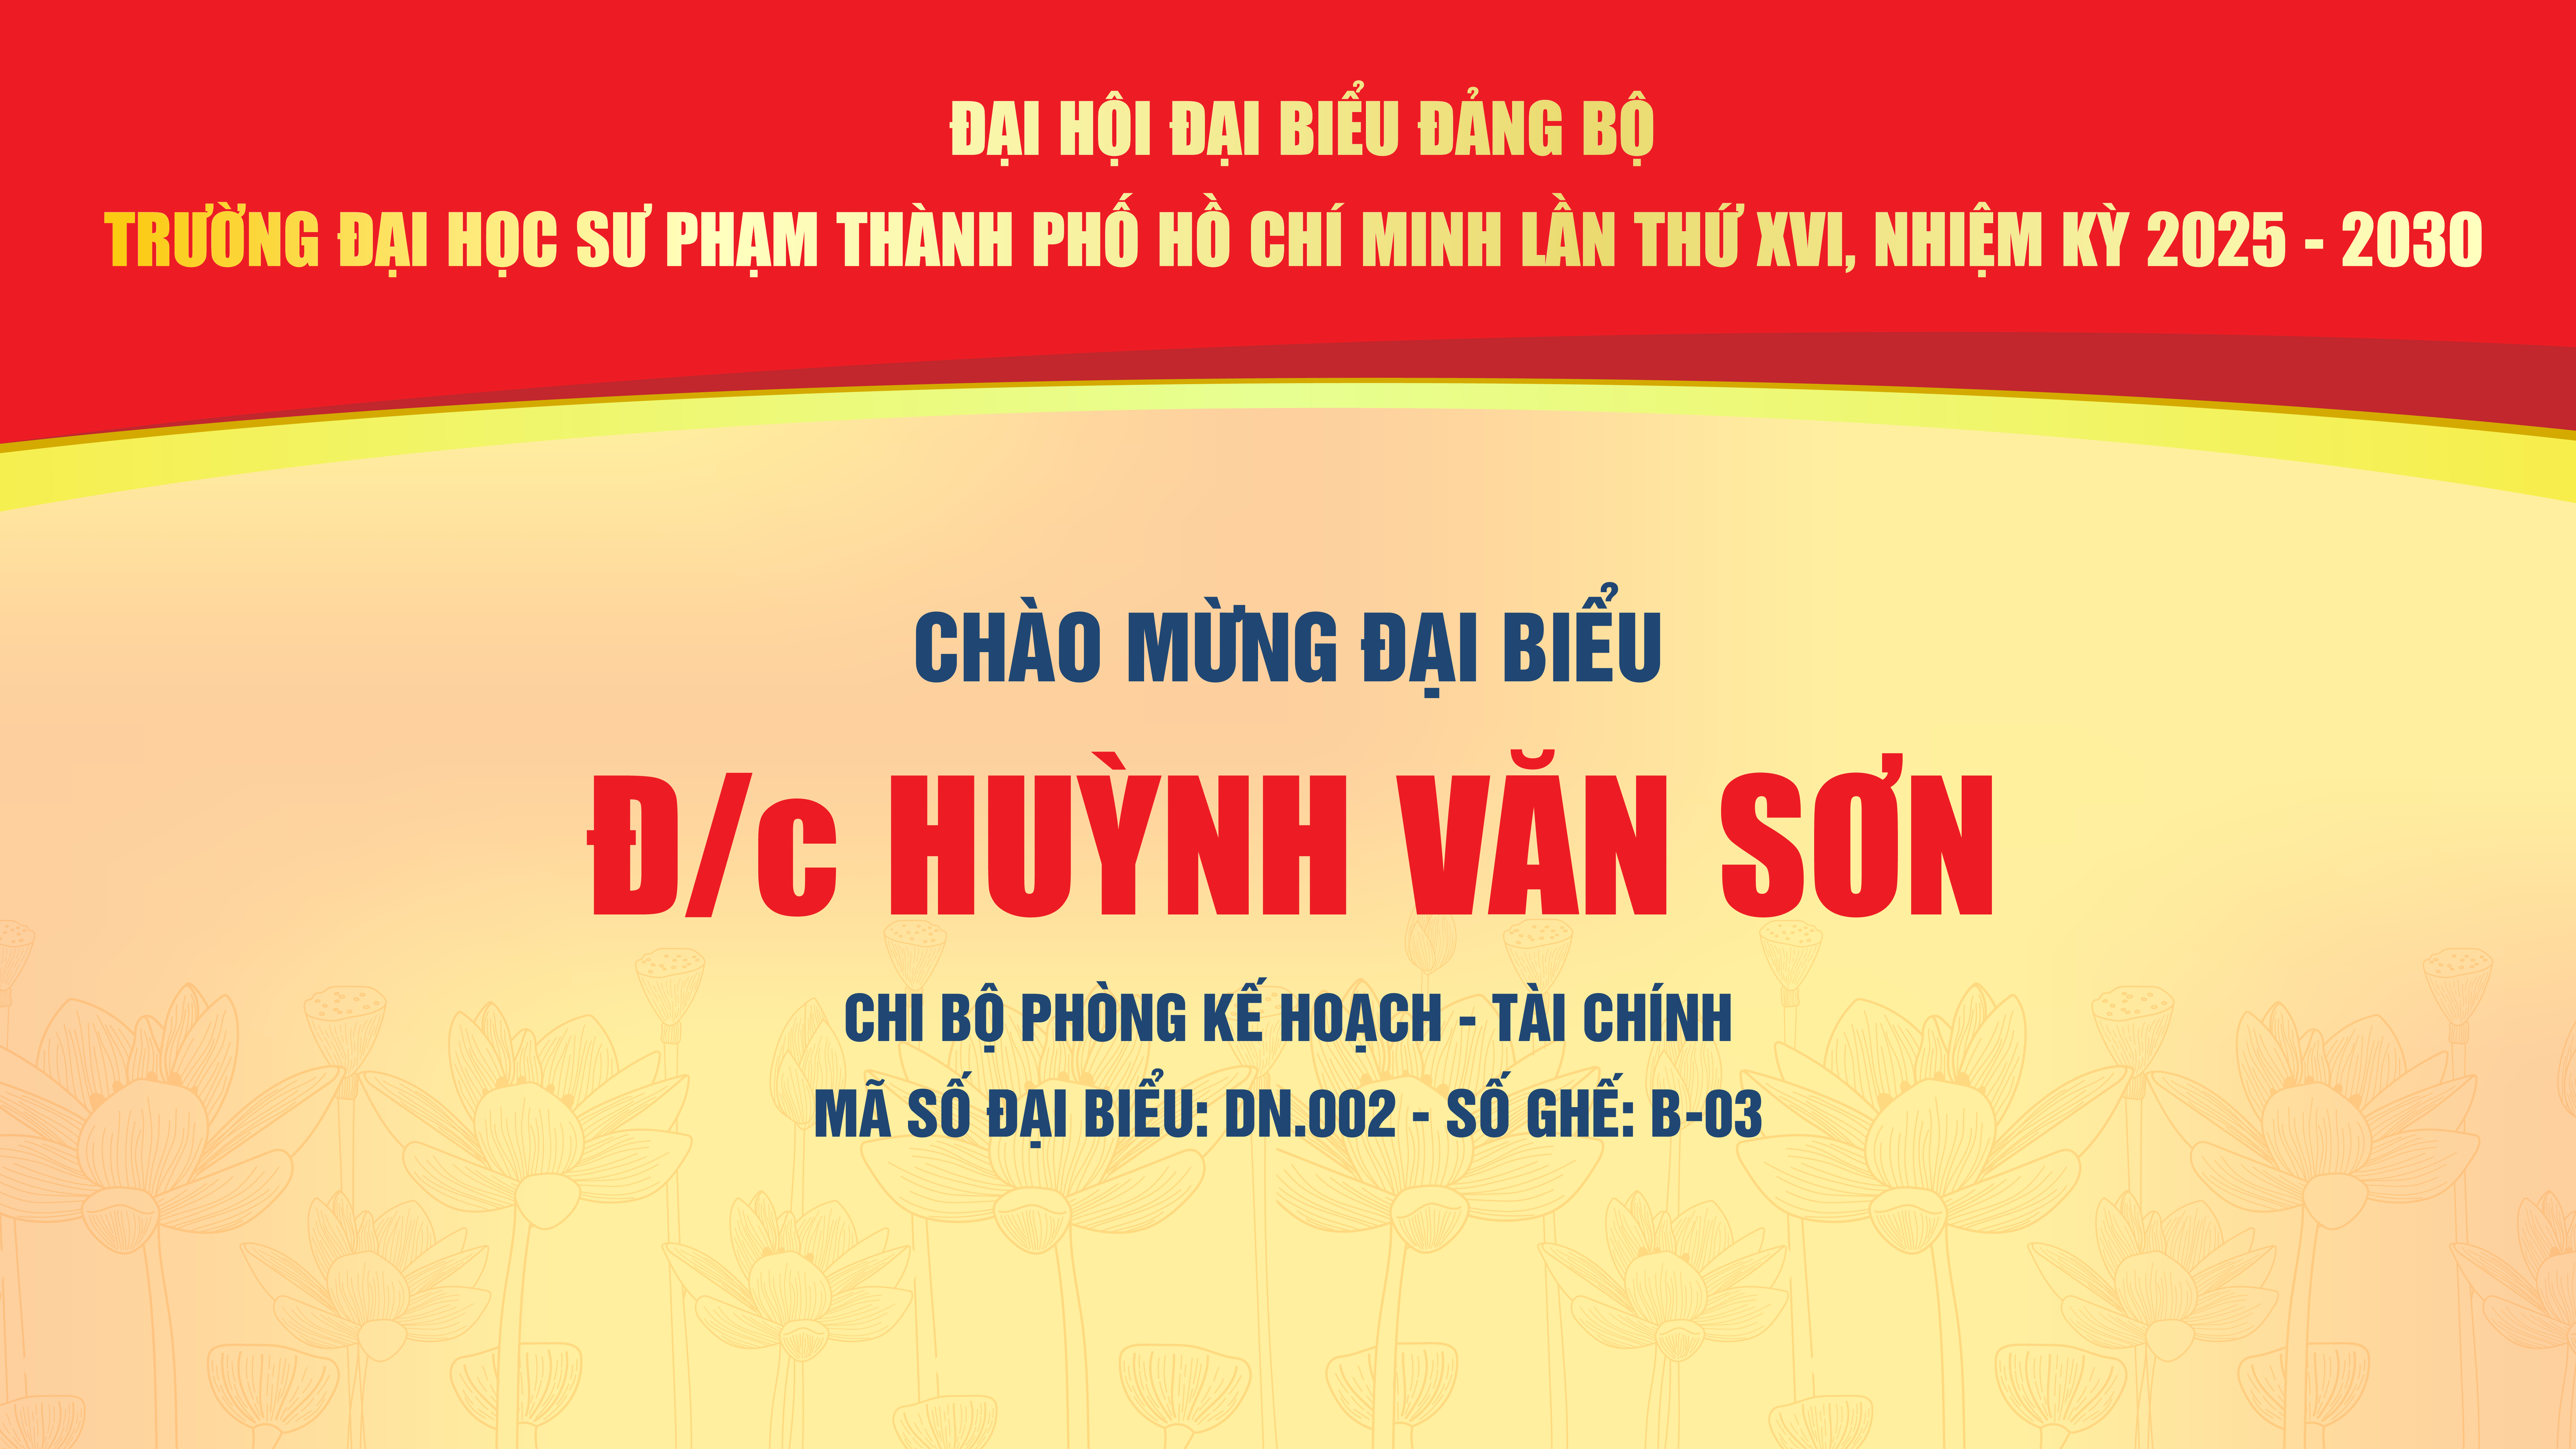 ĐẠI HỘI ĐẠI BIỂU ĐẢNG BỘ
TRƯỜNG ĐẠI HỌC SƯ PHẠM THÀNH PHỐ HỒ CHÍ MINH LẦN THỨ XVI, NHIỆM KỲ 2025 - 2030
CHÀO MỪNG ĐẠI BIỂU
Đ/c HUỲNH VĂN SƠN
CHI BỘ PHÒNG KẾ HOẠCH - TÀI CHÍNH
MÃ SỐ ĐẠI BIỂU: DN.002 - SỐ GHẾ: B-03